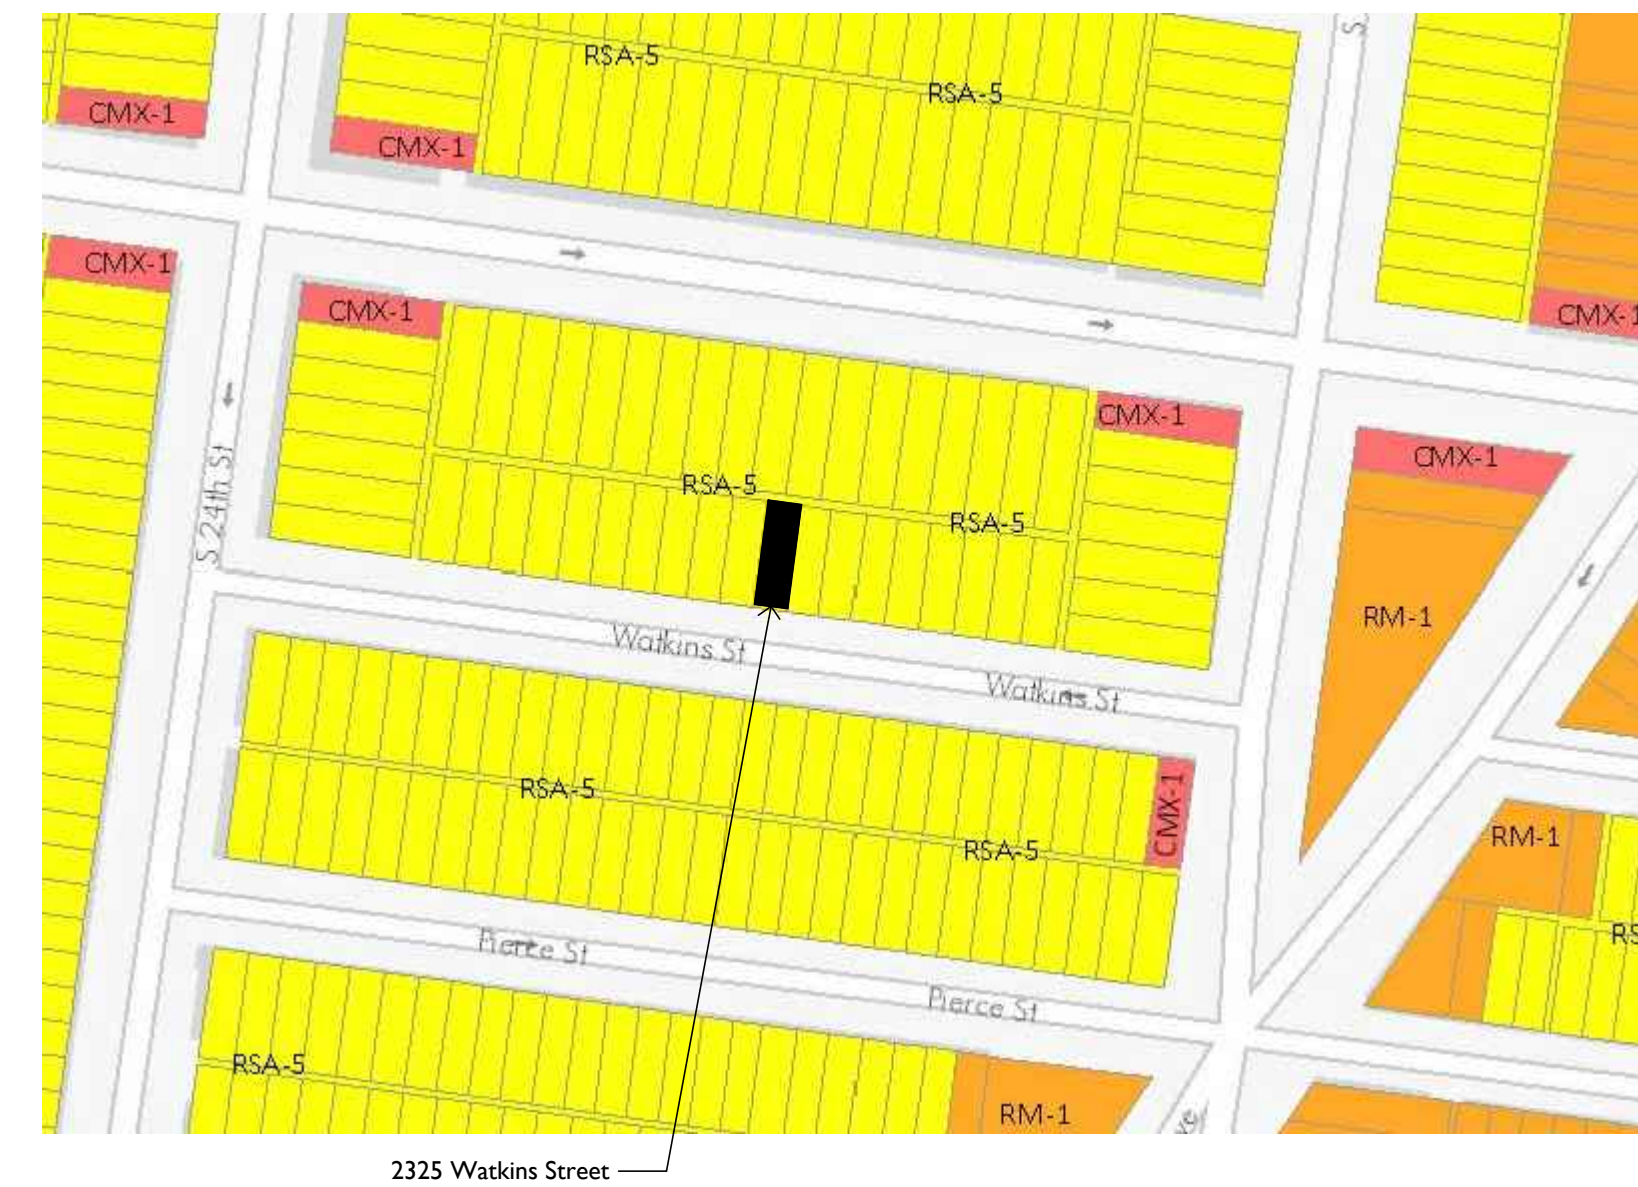 S
RSA-5
RSA-5
CMX-1
CMX-1
CMX-1
CMX-1
CMX-1
CMX-1
CMX-1
S 24th St
RSA-5
RSA-5
RM-1
Watkins St
Watkins St
CMX-1
RSA-5
RSA-5
RM-1
RS
Pierce St
Pierce St
RSA-5
RM-1
ve
2325 Watkins Street